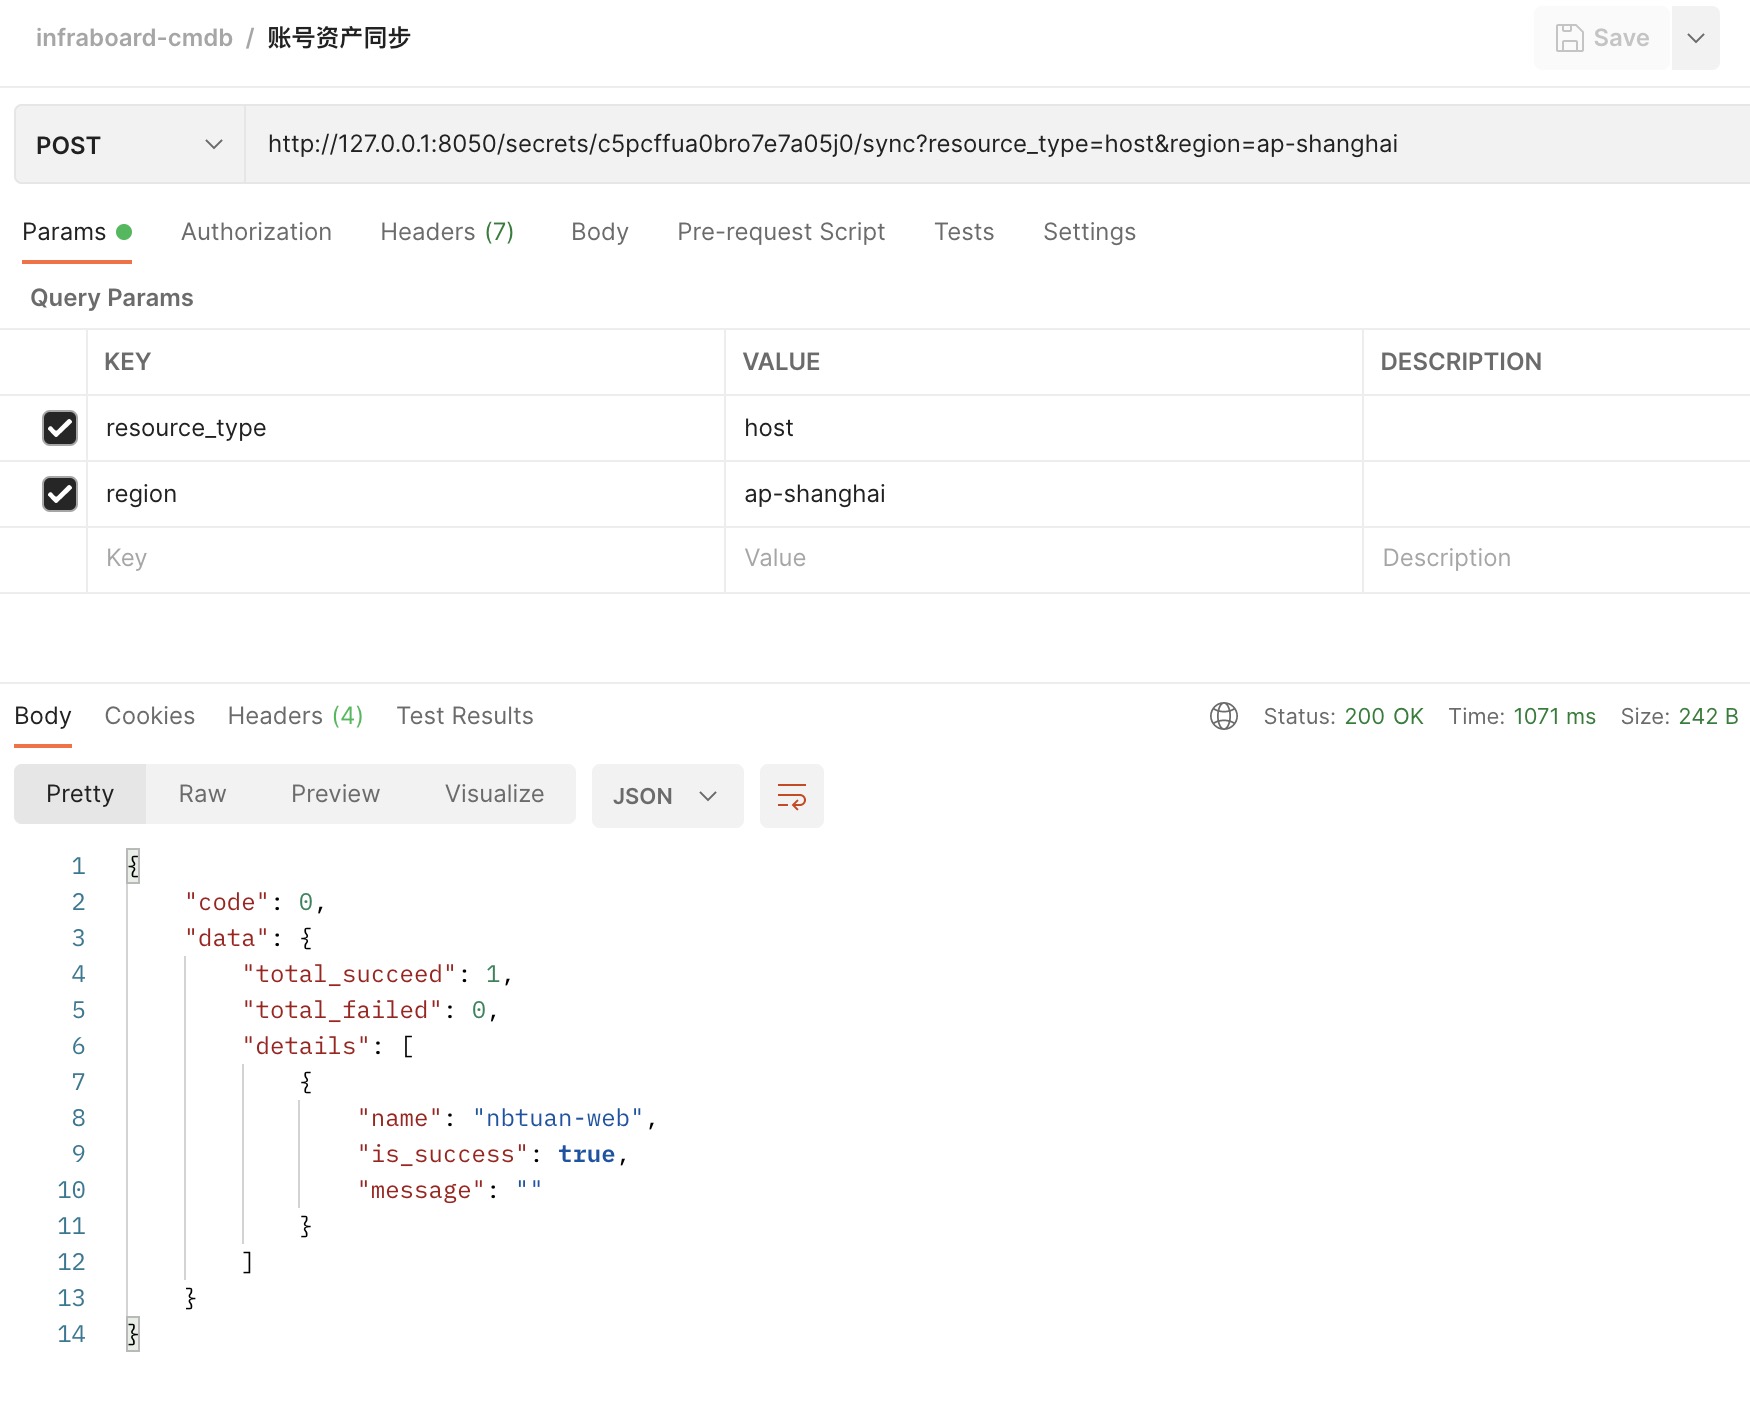 infraboard-cmdb / 账号资产同步
Save
POST
http://127.0.0.1:8050/secrets/c5pcffua0bro7e7a05j0/sync?resource_type=host&region=ap-shanghai
Params Authorization Headers (7) Body Pre-request Script Tests Settings
Query Params
KEY VALUE DESCRIPTION
resource_type host
region ap-shanghai
Key Value Description
Body Cookies Headers (4) Test Results Status: 200 OK Time: 1071 ms Size: 242 B
Pretty Raw Preview Visualize JSON
1 {
2 "code": 0,
3 "data": {
4 "total_succeed": 1,
5 "total_failed": 0,
6 "details": [
7 {
8 "name": "nbtuan-web",
9 "is_success": true,
10 "message": ""
11 }
12 ]
13 }
14 }